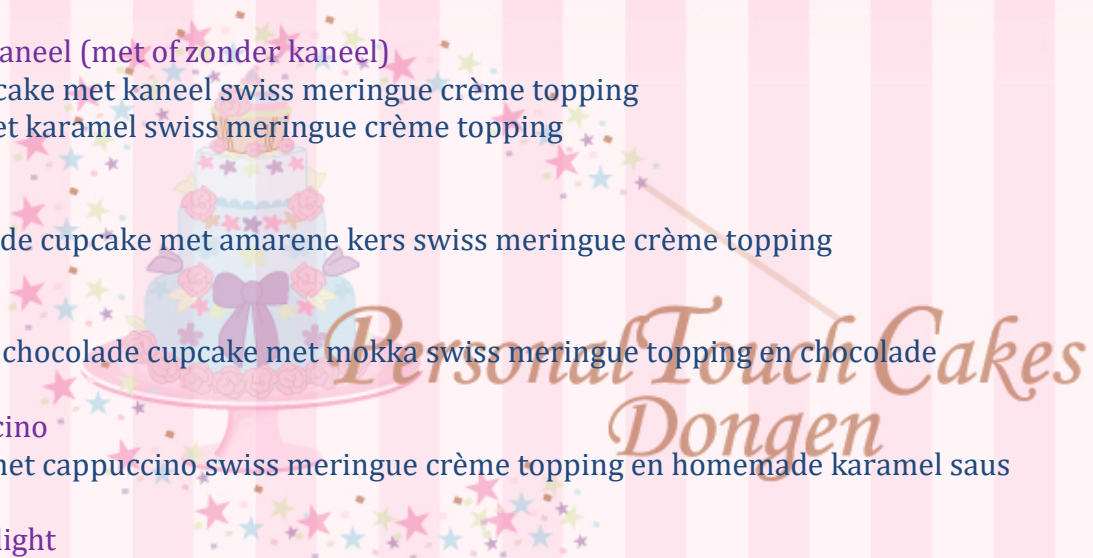 aneel (met of zonder kaneel)
cake met kaneel swiss meringue crème topping
et karamel swiss meringue crème topping
de cupcake met amarene kers swiss meringue crème topping
chocolade cupcake met mokka swiss meringue topping en chocolade
Personal Touch Cakes
Dongen
cino
met cappuccino swiss meringue crème topping en homemade karamel saus
light